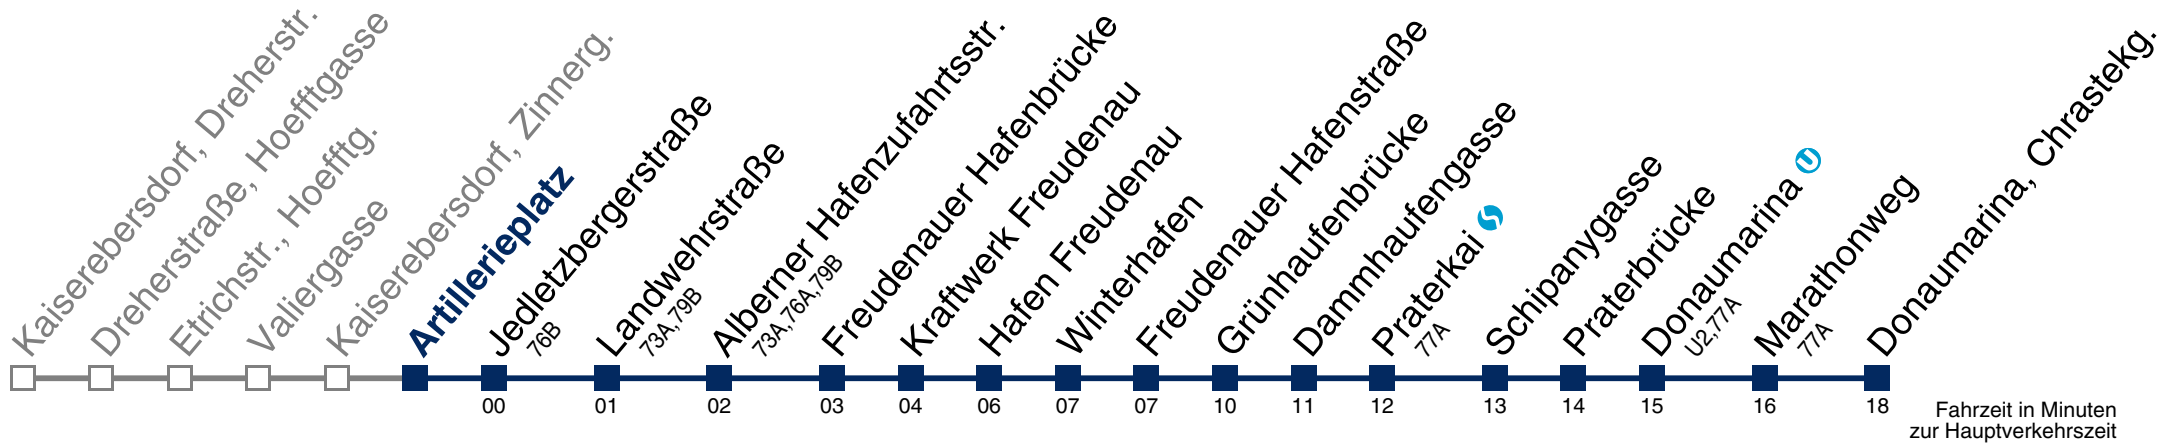 Kaiserebersdorf, Dreherstr.
Dreherstraße, Hoefftgasse
Etrichstr., Hoefftg.
Valiergasse
Kaiserebersdorf, Zinnerg.
Artillerieplatz
Jedletzbergerstraße
76B
Landwehrstraße
73A,79B
Alberner Hafenzufahrtsstr.
73A,76A,79B
Freudenauer Hafenbrücke
Kraftwerk Freudenau
Hafen Freudenau
Winterhafen
Freudenauer Hafenstraße
Grünhaufenbrücke
Dammhaufengasse
Praterkai S
77A
Schipanygasse
Praterbrücke
Donaumarina U
U2,77A
Marathonweg
77A
Donaumarina, Chrastekg.
00 01 02 03 04 06 07 07 10 11 12 13 14 15 16 18
Fahrzeit in Minuten
zur Hauptverkehrszeit